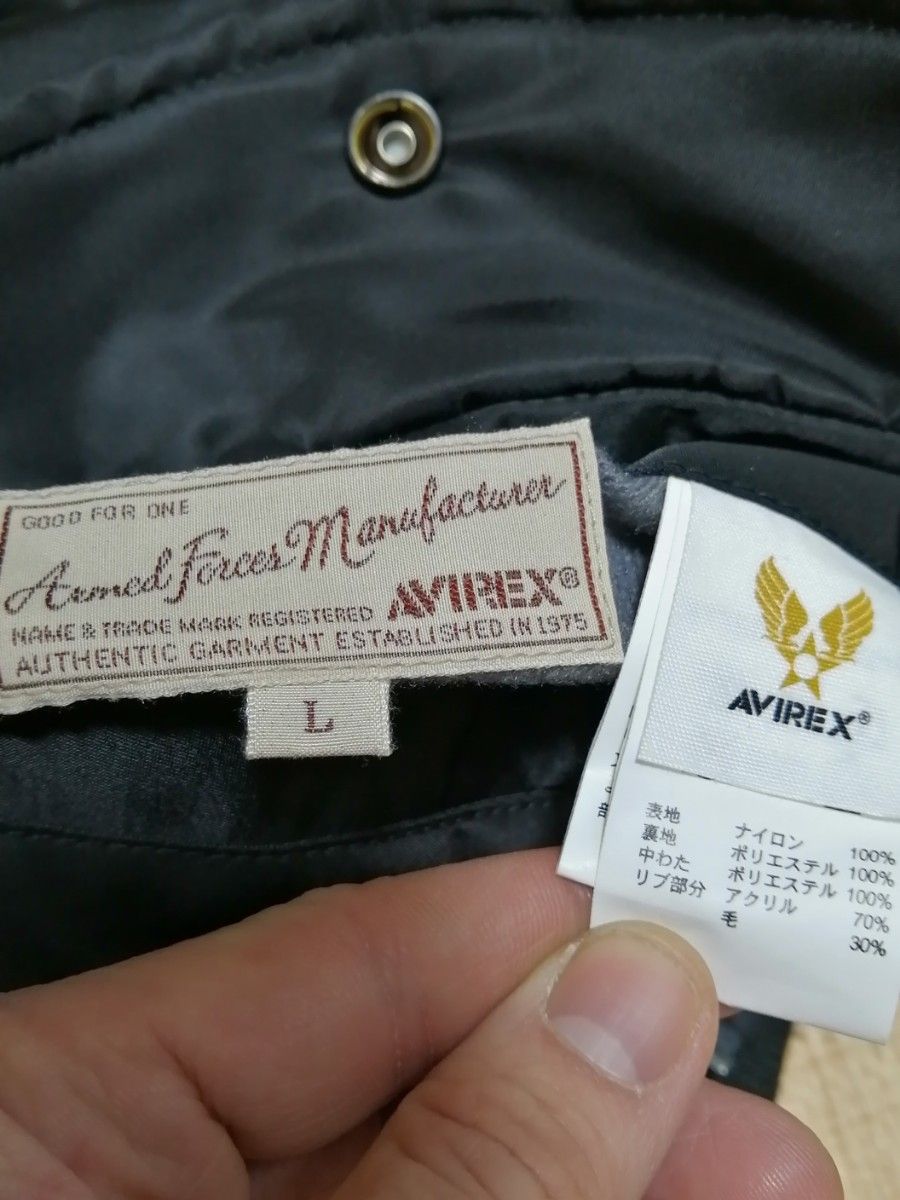 GOOD FOR ONE
Armed Forces Manufacturer
AVIREX®
NAME & TRADE MARK REGISTERED
AUTHENTIC GARMENT ESTABLISHED IN 1975
L
AVIREX®
表地 ナイロン 100%
裏地 ポリエステル 100%
中わた ポリエステル 100%
リブ部分 アクリル 70%
毛 30%